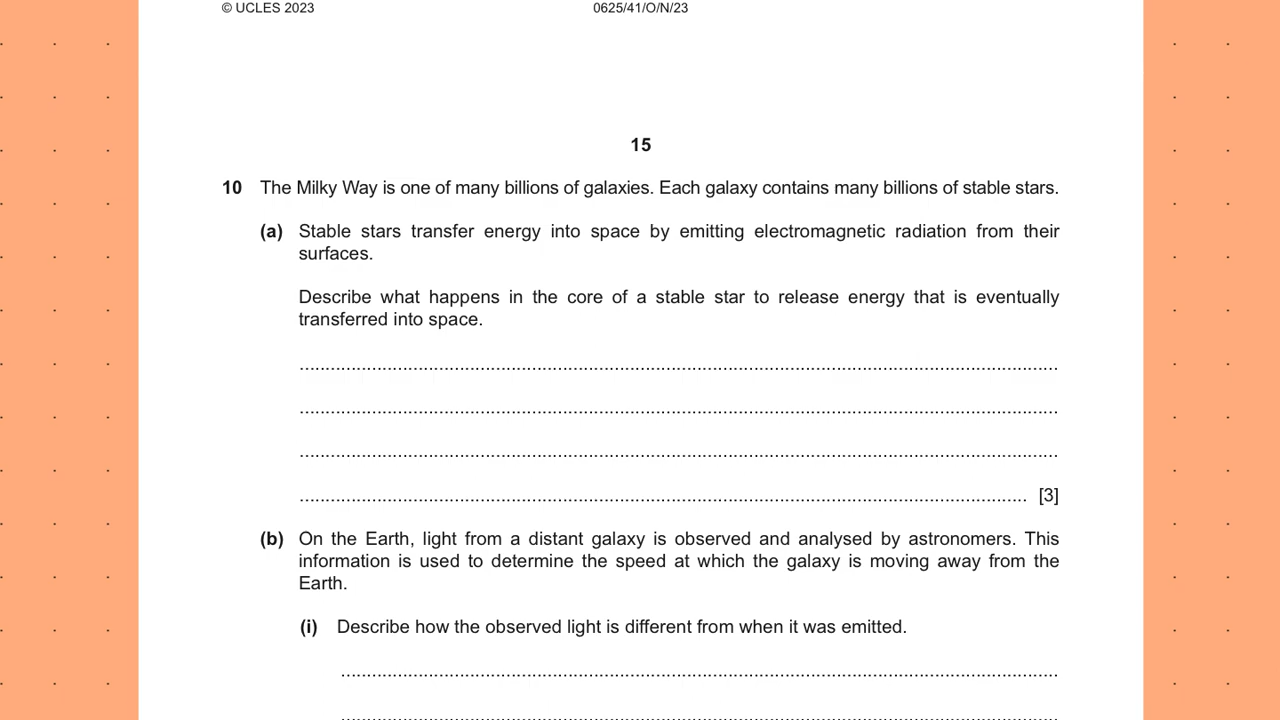 © UCLES 2023 0625/41/O/N/23
15
10 The Milky Way is one of many billions of galaxies. Each galaxy contains many billions of stable stars.
(a) Stable stars transfer energy into space by emitting electromagnetic radiation from their
surfaces.
Describe what happens in the core of a stable star to release energy that is eventually
transferred into space.
..........................................................................................................................................
..........................................................................................................................................
..........................................................................................................................................
..................................................................................................................................... [3]
(b) On the Earth, light from a distant galaxy is observed and analysed by astronomers. This
information is used to determine the speed at which the galaxy is moving away from the
Earth.
(i) Describe how the observed light is different from when it was emitted.
..................................................................................................................................
..................................................................................................................................